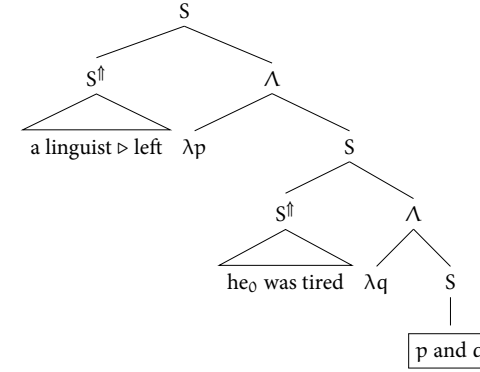 S
S⇑ Λ
a linguist ▷ left λp S
S⇑ Λ
he₀ was tired λq S
p and q